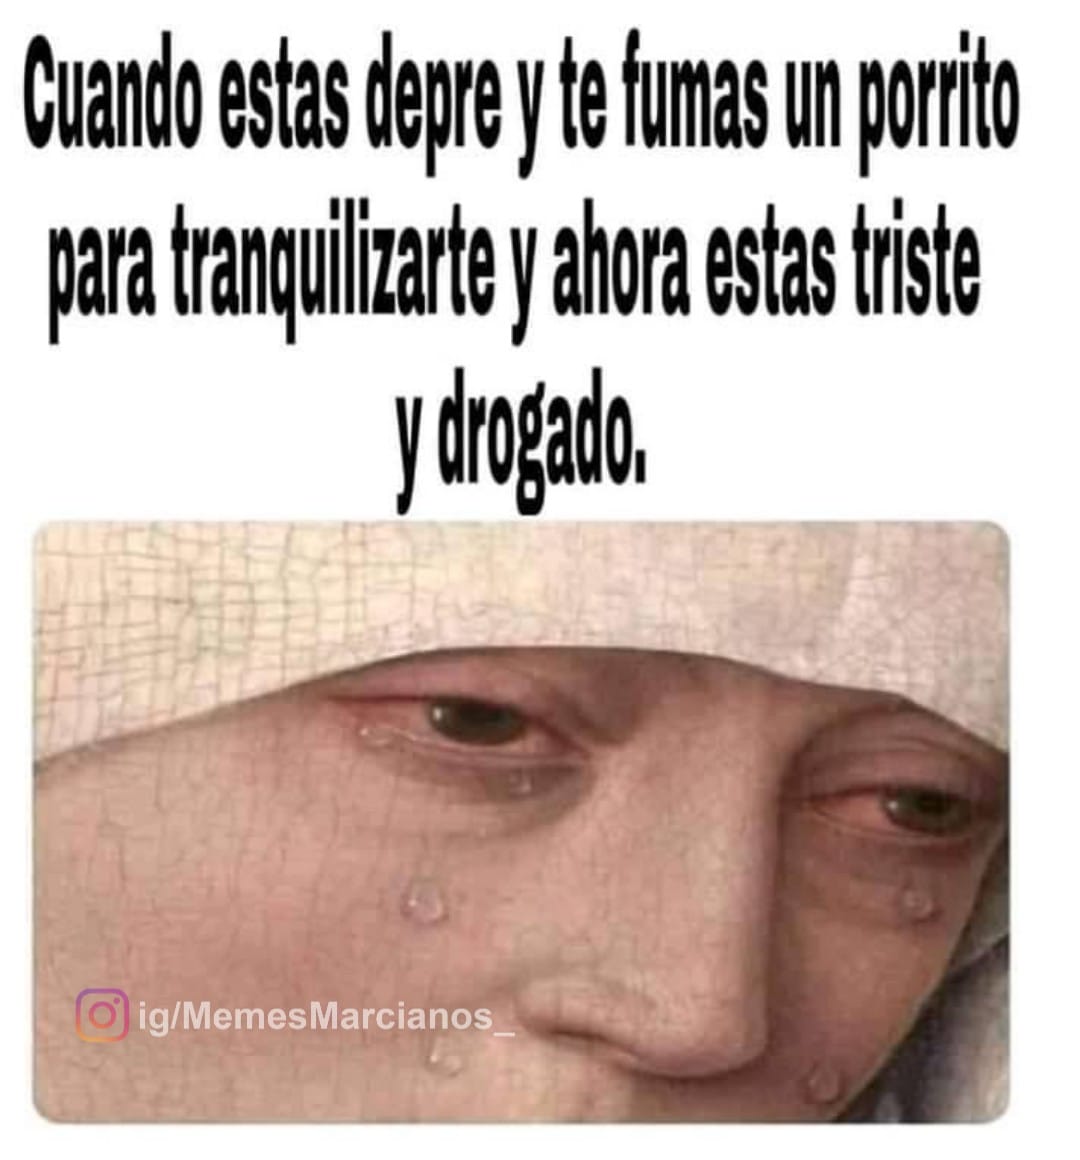 Cuando estas depre y te fumas un porrito
para tranquilizarte y ahora estas triste
y drogado.
ig/MemesMarcianos_